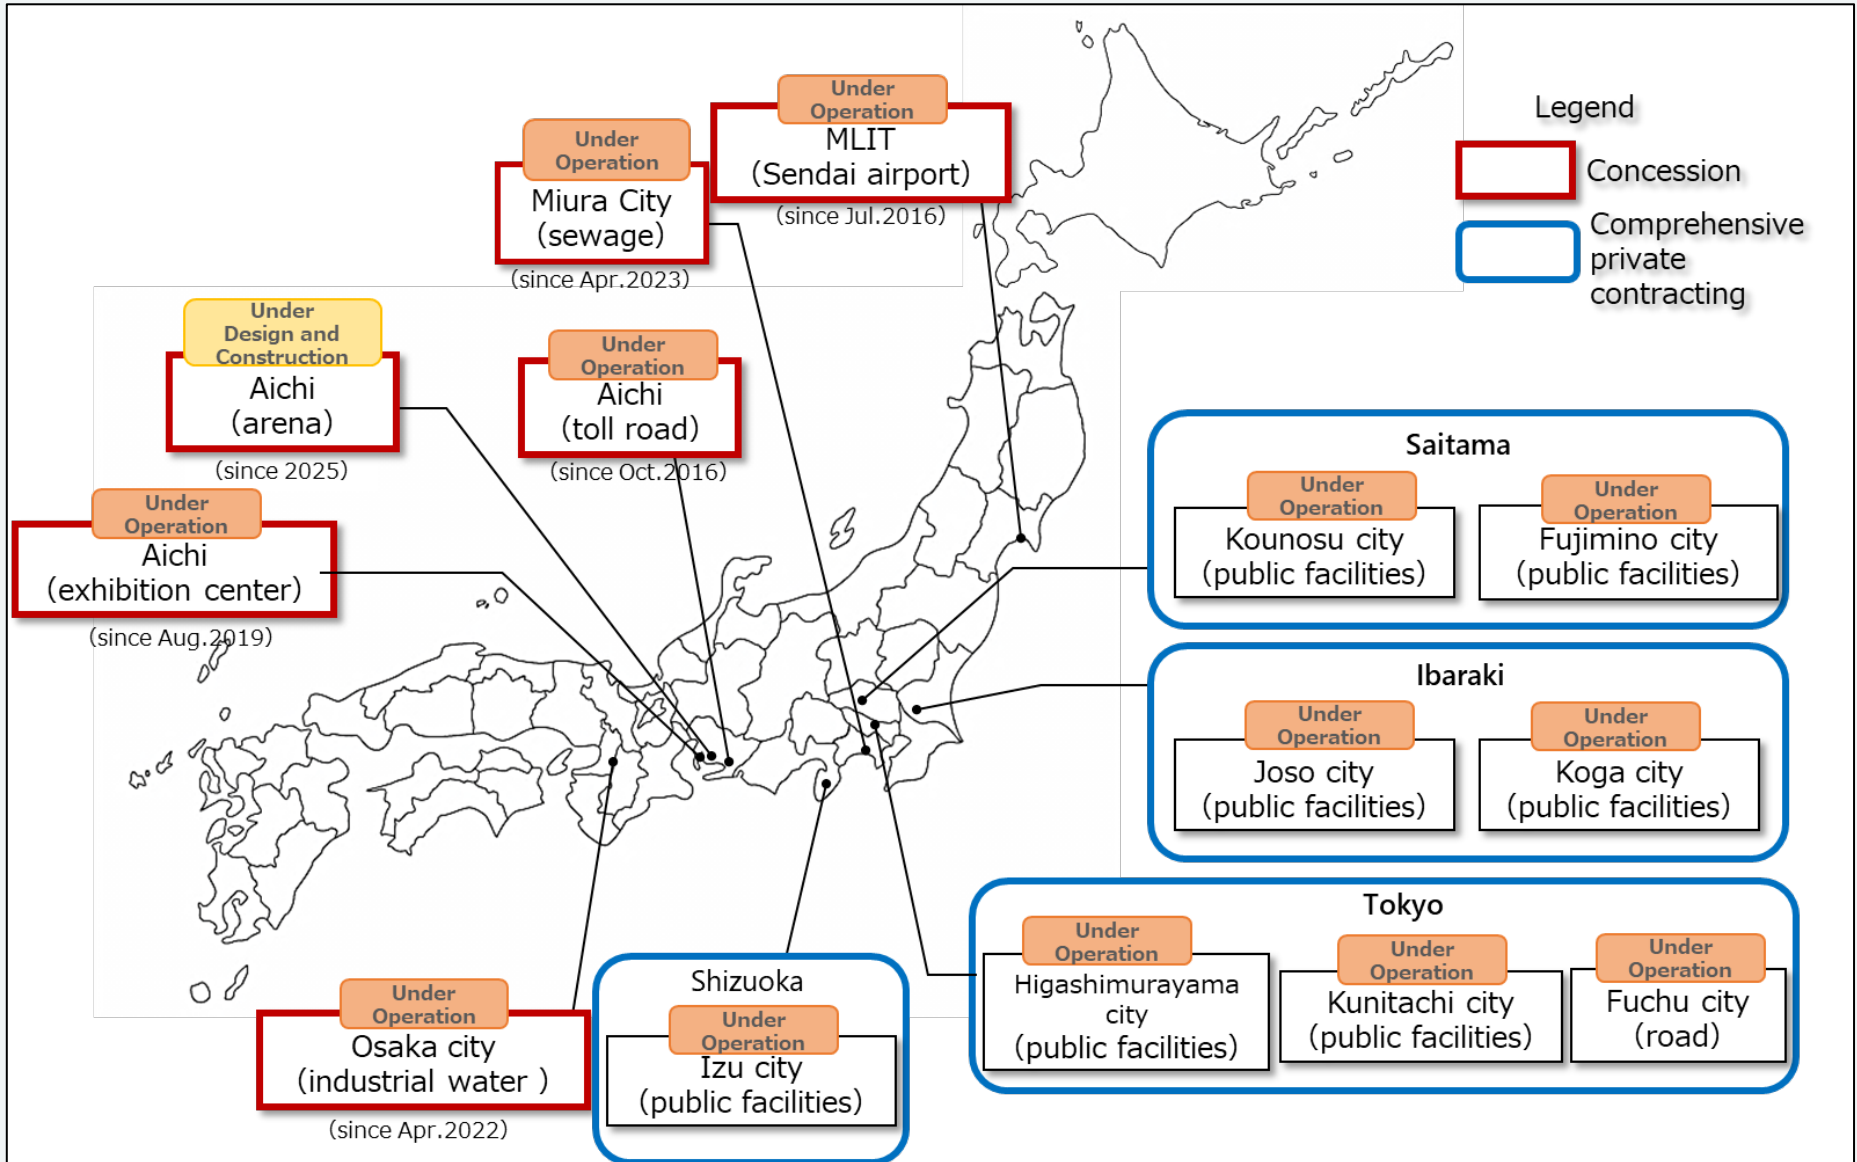 Under
Operation
MLIT
(Sendai airport)
(since Jul.2016)
Under
Operation
Miura City
(sewage)
(since Apr.2023)
Legend
Concession
Comprehensive
private
contracting
Under
Design and
Construction
Aichi
(arena)
(since 2025)
Under
Operation
Aichi
(toll road)
(since Oct.2016)
Under
Operation
Aichi
(exhibition center)
(since Aug.2019)
Saitama
Under
Operation
Kounosu city
(public facilities)
Under
Operation
Fujimino city
(public facilities)
Ibaraki
Under
Operation
Joso city
(public facilities)
Under
Operation
Koga city
(public facilities)
Tokyo
Under
Operation
Higashimurayama
city
(public facilities)
Under
Operation
Kunitachi city
(public facilities)
Under
Operation
Fuchu city
(road)
Shizuoka
Under
Operation
Izu city
(public facilities)
Under
Operation
Osaka city
(industrial water )
(since Apr.2022)